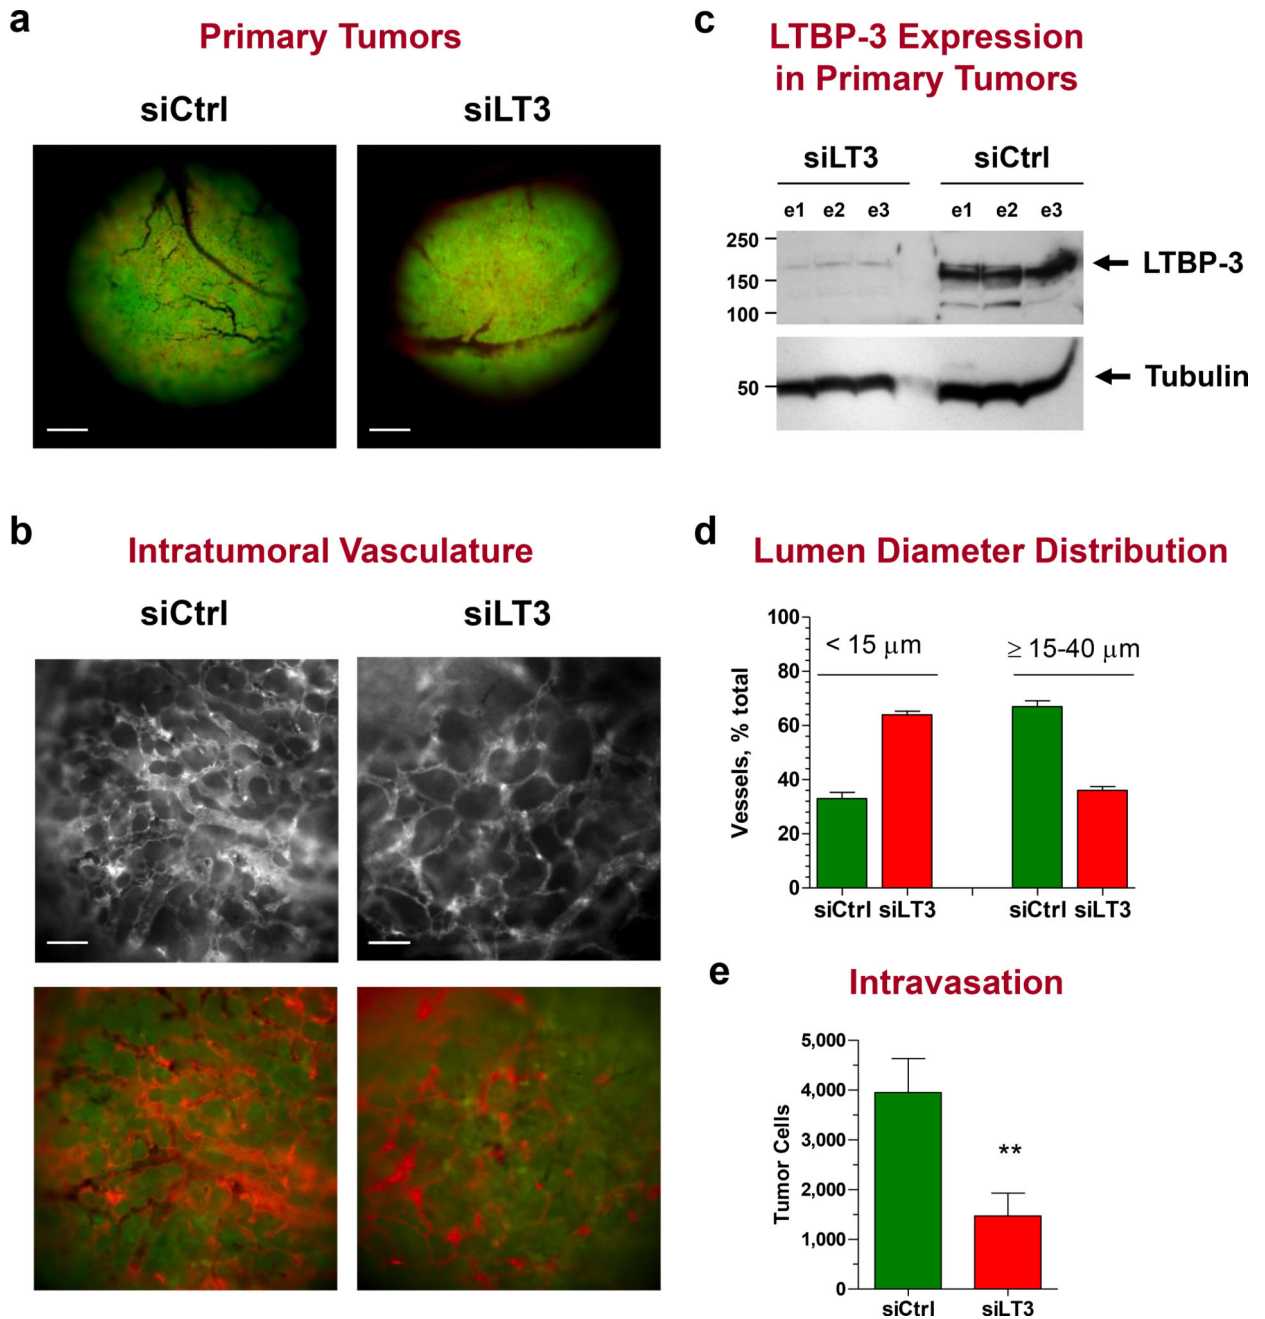 a
Primary Tumors
siCtrl siLT3
b
Intratumoral Vasculature
siCtrl siLT3
c
LTBP-3 Expression
in Primary Tumors
siLT3 siCtrl
e1 e2 e3 e1 e2 e3
250
150
100
LTBP-3
50
Tubulin
d
Lumen Diameter Distribution
Vessels, % total
100
80
60
40
20
0
< 15 μm ≥ 15-40 μm
siCtrl siLT3 siCtrl siLT3
e
Intravasation
Tumor Cells
5,000
4,000
3,000
2,000
1,000
0
**
siCtrl siLT3